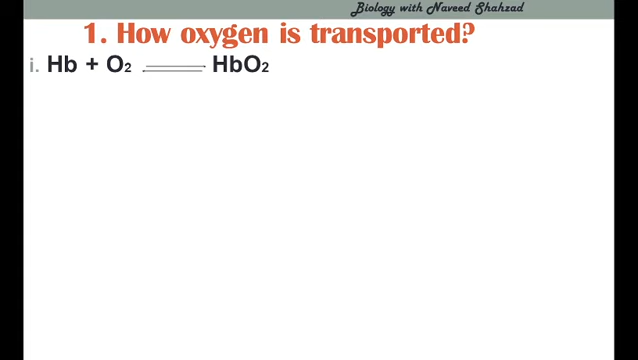 Biology with Naveed Shahzad
1. How oxygen is transported?
i. Hb + O₂ ⇌ HbO₂